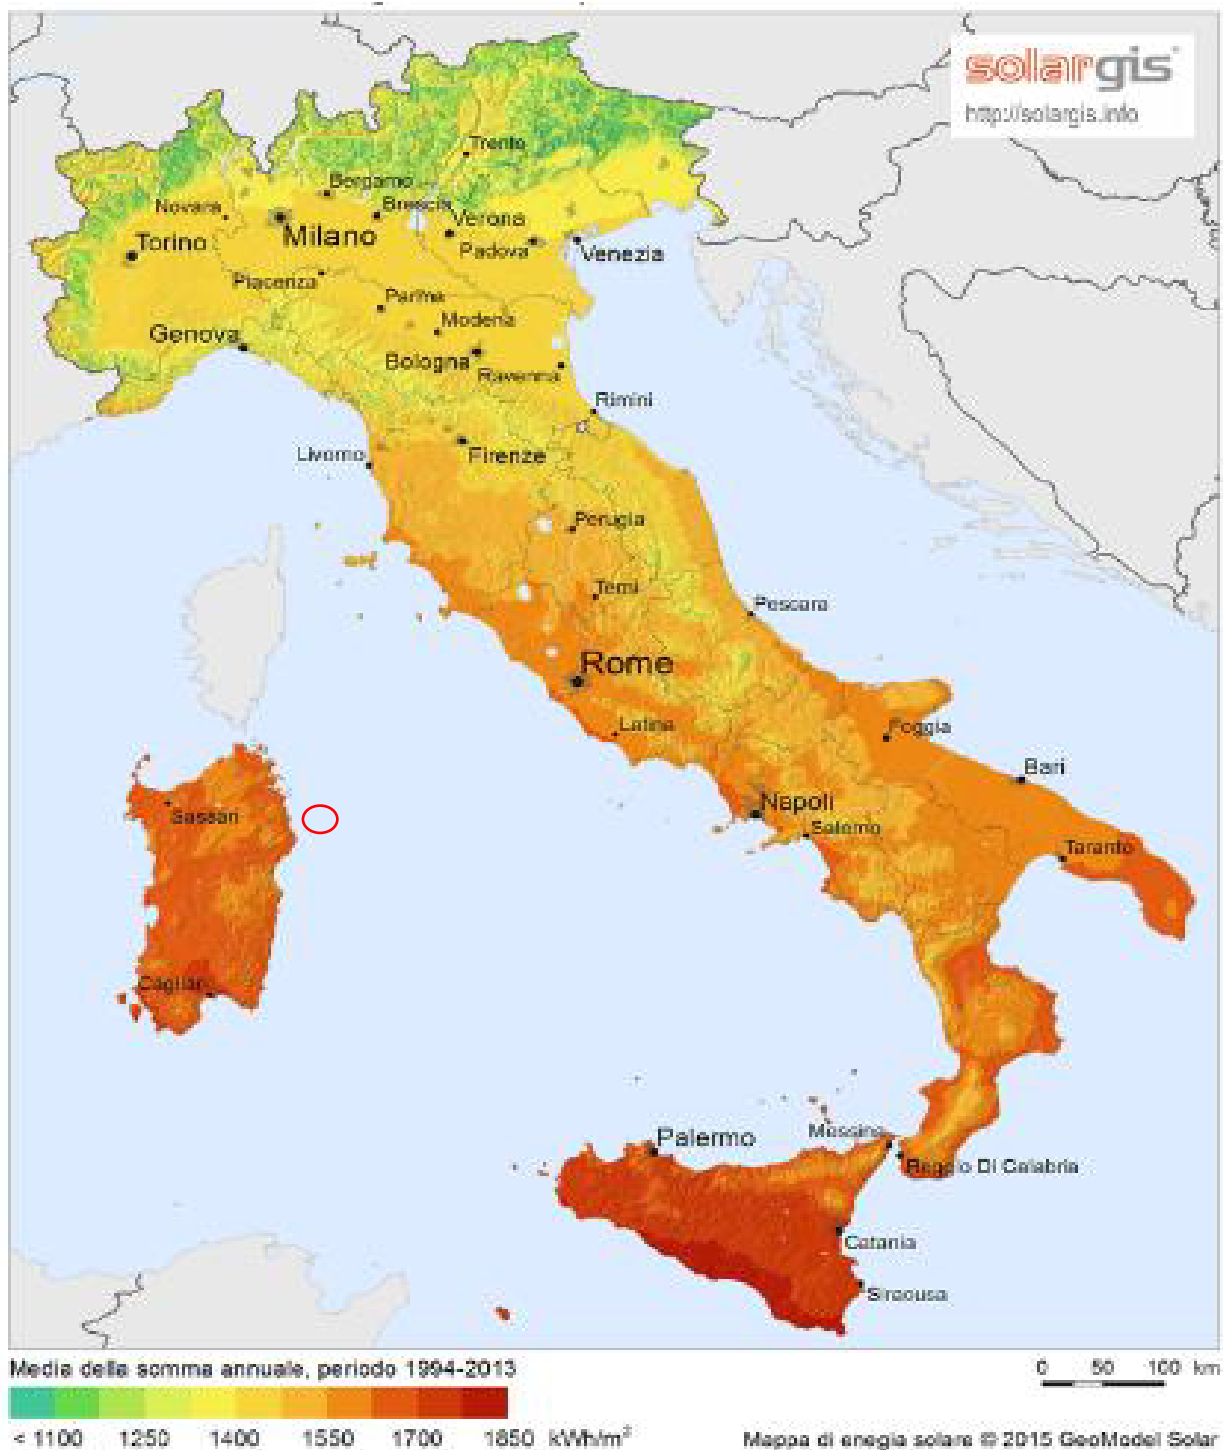 solargis
http://solargis.info
Trento
Bergamo
Novara
Brescia
Verona
Milano
Torino
Padova
Venezia
Piacenza
Parma
Modena
Genova
Bologna
Ravenna
Rimini
Livorno
Firenze
Perugia
Terni
Pescara
Rome
Latina
Foggia
Bari
Napoli
Sassari
Salerno
Taranto
Cagliari
Messina
Palermo
Reggio Di Calabria
Catania
Siracusa
Media della somma annuale, periodo 1994-2013
0 50 100 km
< 1100 1250 1400 1550 1700 1850 kWh/m²
Mappa di enegia solare © 2015 GeoModel Solar